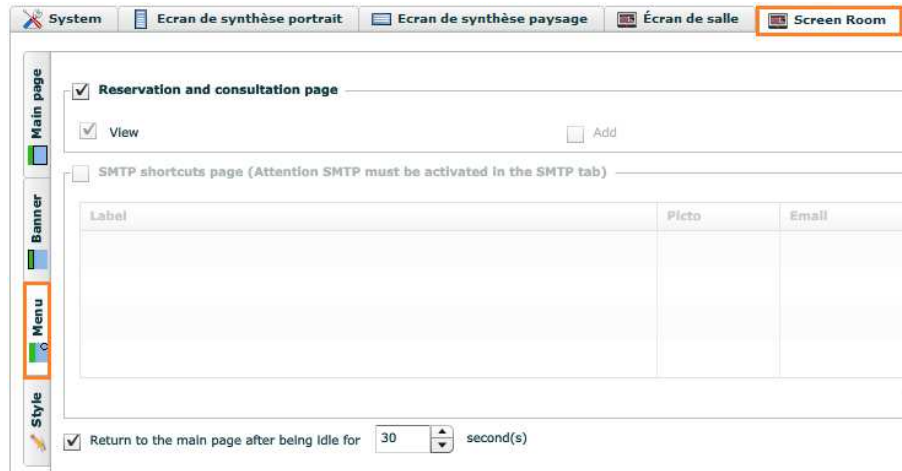 System
Ecran de synthèse portrait
Ecran de synthèse paysage
Écran de salle
Screen Room
Main page
Banner
Menu
Style
Reservation and consultation page
View
Add
SMTP shortcuts page (Attention SMTP must be activated in the SMTP tab)
Label
Picto
Email
Return to the main page after being idle for 30 second(s)